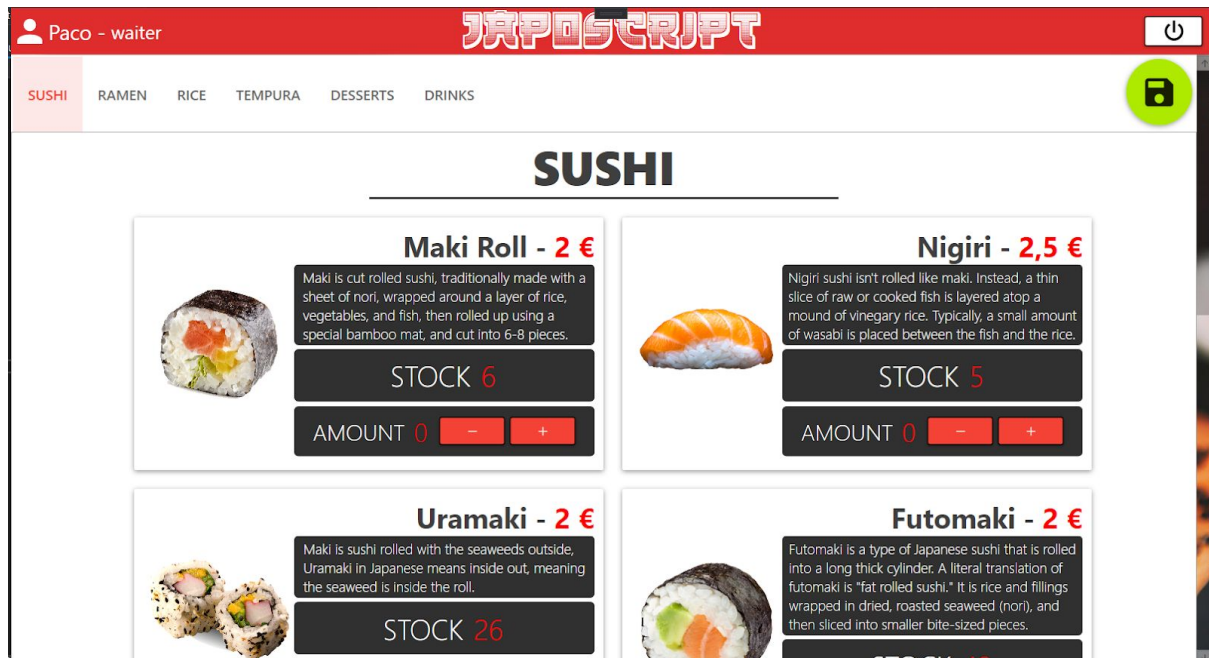 Paco - waiter
JÀPOSCRIPT
SUSHI
RAMEN
RICE
TEMPURA
DESSERTS
DRINKS
SUSHI
Maki Roll - 2 €
Maki is cut rolled sushi, traditionally made with a
sheet of nori, wrapped around a layer of rice,
vegetables, and fish, then rolled up using a
special bamboo mat, and cut into 6-8 pieces.
STOCK 6
AMOUNT 0 - +
Nigiri - 2,5 €
Nigiri sushi isn't rolled like maki. Instead, a thin
slice of raw or cooked fish is layered atop a
mound of vinegary rice. Typically, a small amount
of wasabi is placed between the fish and the rice.
STOCK 5
AMOUNT 0 - +
Uramaki - 2 €
Maki is sushi rolled with the seaweeds outside,
Uramaki in Japanese means inside out, meaning
the seaweed is inside the roll.
STOCK 26
Futomaki - 2 €
Futomaki is a type of Japanese sushi that is rolled
into a long thick cylinder. A literal translation of
futomaki is "fat rolled sushi." It is rice and fillings
wrapped in dried, roasted seaweed (nori), and
then sliced into smaller bite-sized pieces.